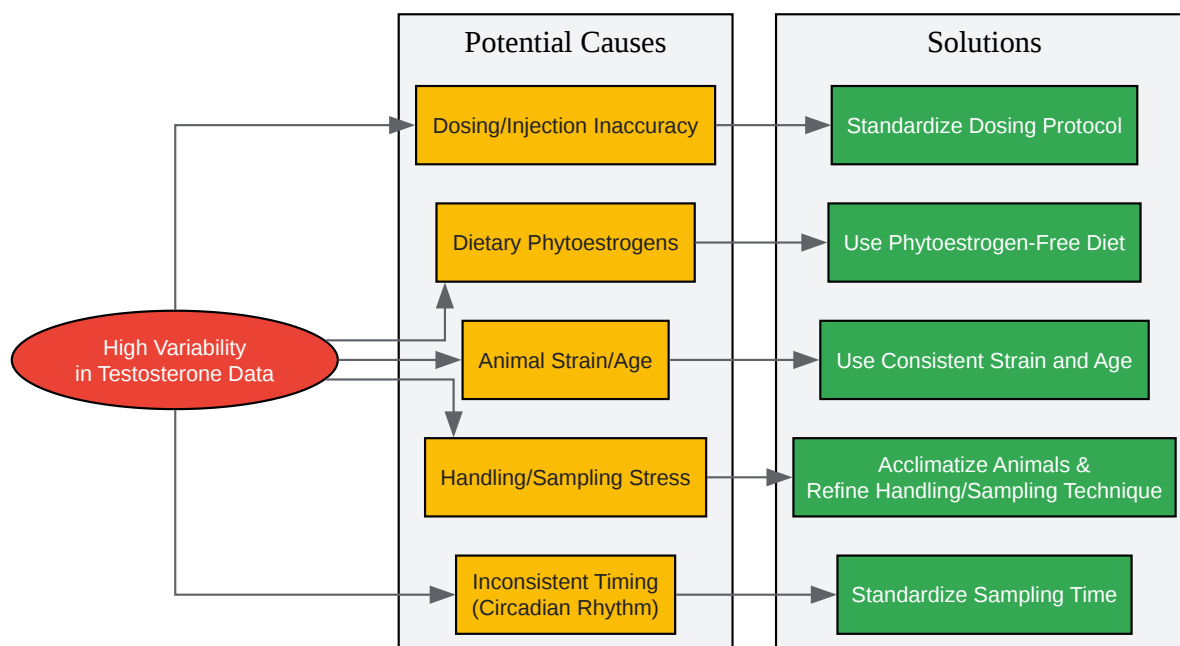 Potential Causes
Solutions
Dosing/Injection Inaccuracy
Standardize Dosing Protocol
Dietary Phytoestrogens
Use Phytoestrogen-Free Diet
High Variability
in Testosterone Data
Animal Strain/Age
Use Consistent Strain and Age
Handling/Sampling Stress
Acclimatize Animals &
Refine Handling/Sampling Technique
Inconsistent Timing
(Circadian Rhythm)
Standardize Sampling Time